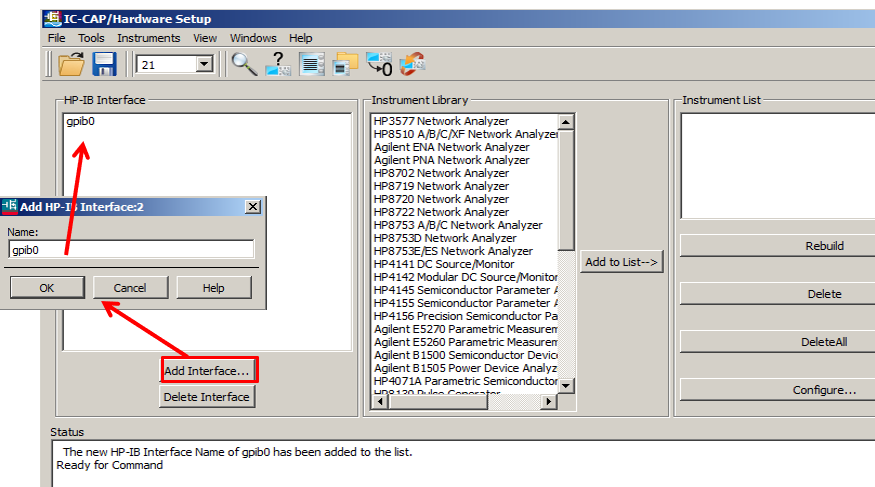 IC-CAP/Hardware Setup
File Tools Instruments View Windows Help
21
HP-IB Interface
gpib0
Add HP-IB Interface:2
Name:
gpib0
OK Cancel Help
Add Interface...
Delete Interface
Instrument Library
HP3577 Network Analyzer
HP8510 A/B/C/XF Network Analyzer
Agilent ENA Network Analyzer
Agilent PNA Network Analyzer
HP8702 Network Analyzer
HP8719 Network Analyzer
HP8720 Network Analyzer
HP8722 Network Analyzer
HP8753 A/B/C Network Analyzer
HP8753D Network Analyzer
HP8753E/ES Network Analyzer
HP4141 DC Source/Monitor
HP4142 Modular DC Source/Monitor
HP4145 Semiconductor Parameter A
HP4155 Semiconductor Parameter A
HP4156 Precision Semiconductor Pa
Agilent E5270 Parametric Measurem
Agilent E5260 Parametric Measurem
Agilent B1500 Semiconductor Device
Agilent B1505 Power Device Analyz
HP4071A Parametric Semiconductor
HP8130 Pulse Generator
Add to List-->
Instrument List
Rebuild
Delete
DeleteAll
Configure...
Status
The new HP-IB Interface Name of gpib0 has been added to the list.
Ready for Command